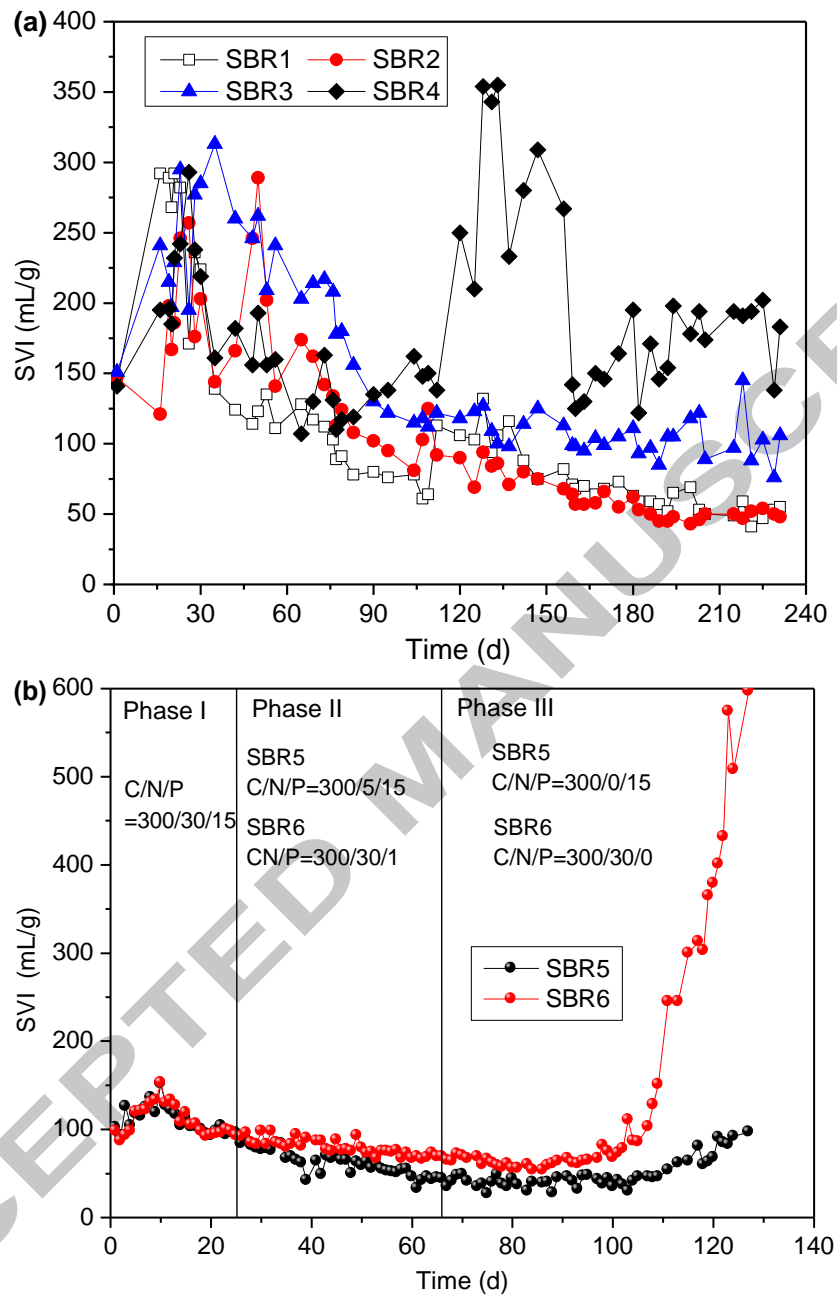 (a)
400
350
300
250
200
150
100
50
0
SVI (mL/g)
SBR1 SBR2
SBR3 SBR4
0 30 60 90 120 150 180 210 240
Time (d)
(b)
600
500
400
300
200
100
0
SVI (mL/g)
Phase I Phase II Phase III
C/N/P
=300/30/15
SBR5
C/N/P=300/5/15
SBR6
CN/P=300/30/1
SBR5
C/N/P=300/0/15
SBR6
C/N/P=300/30/0
SBR5
SBR6
0 20 40 60 80 100 120 140
Time (d)
CEPTED MANUSC